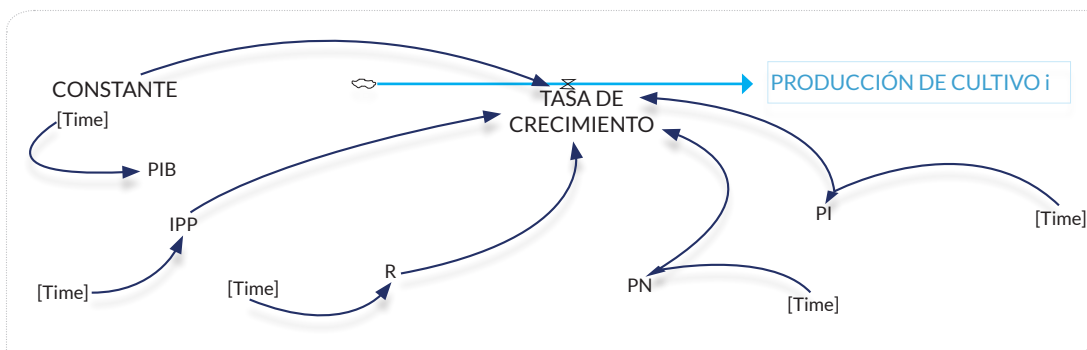 CONSTANTE
PRODUCCIÓN DE CULTIVO i
TASA DE
CRECIMIENTO
[Time]
PIB
IPP
PI
[Time]
[Time]
[Time]
R
PN
[Time]